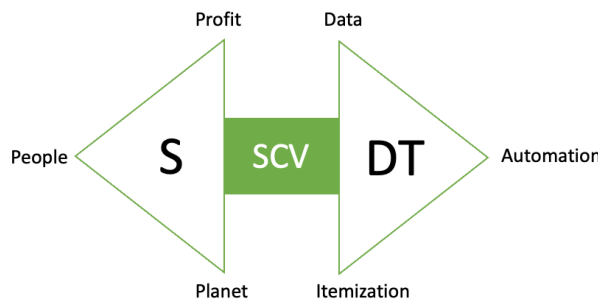 Profit
Data
People
S
SCV
DT
Automation
Planet
Itemization